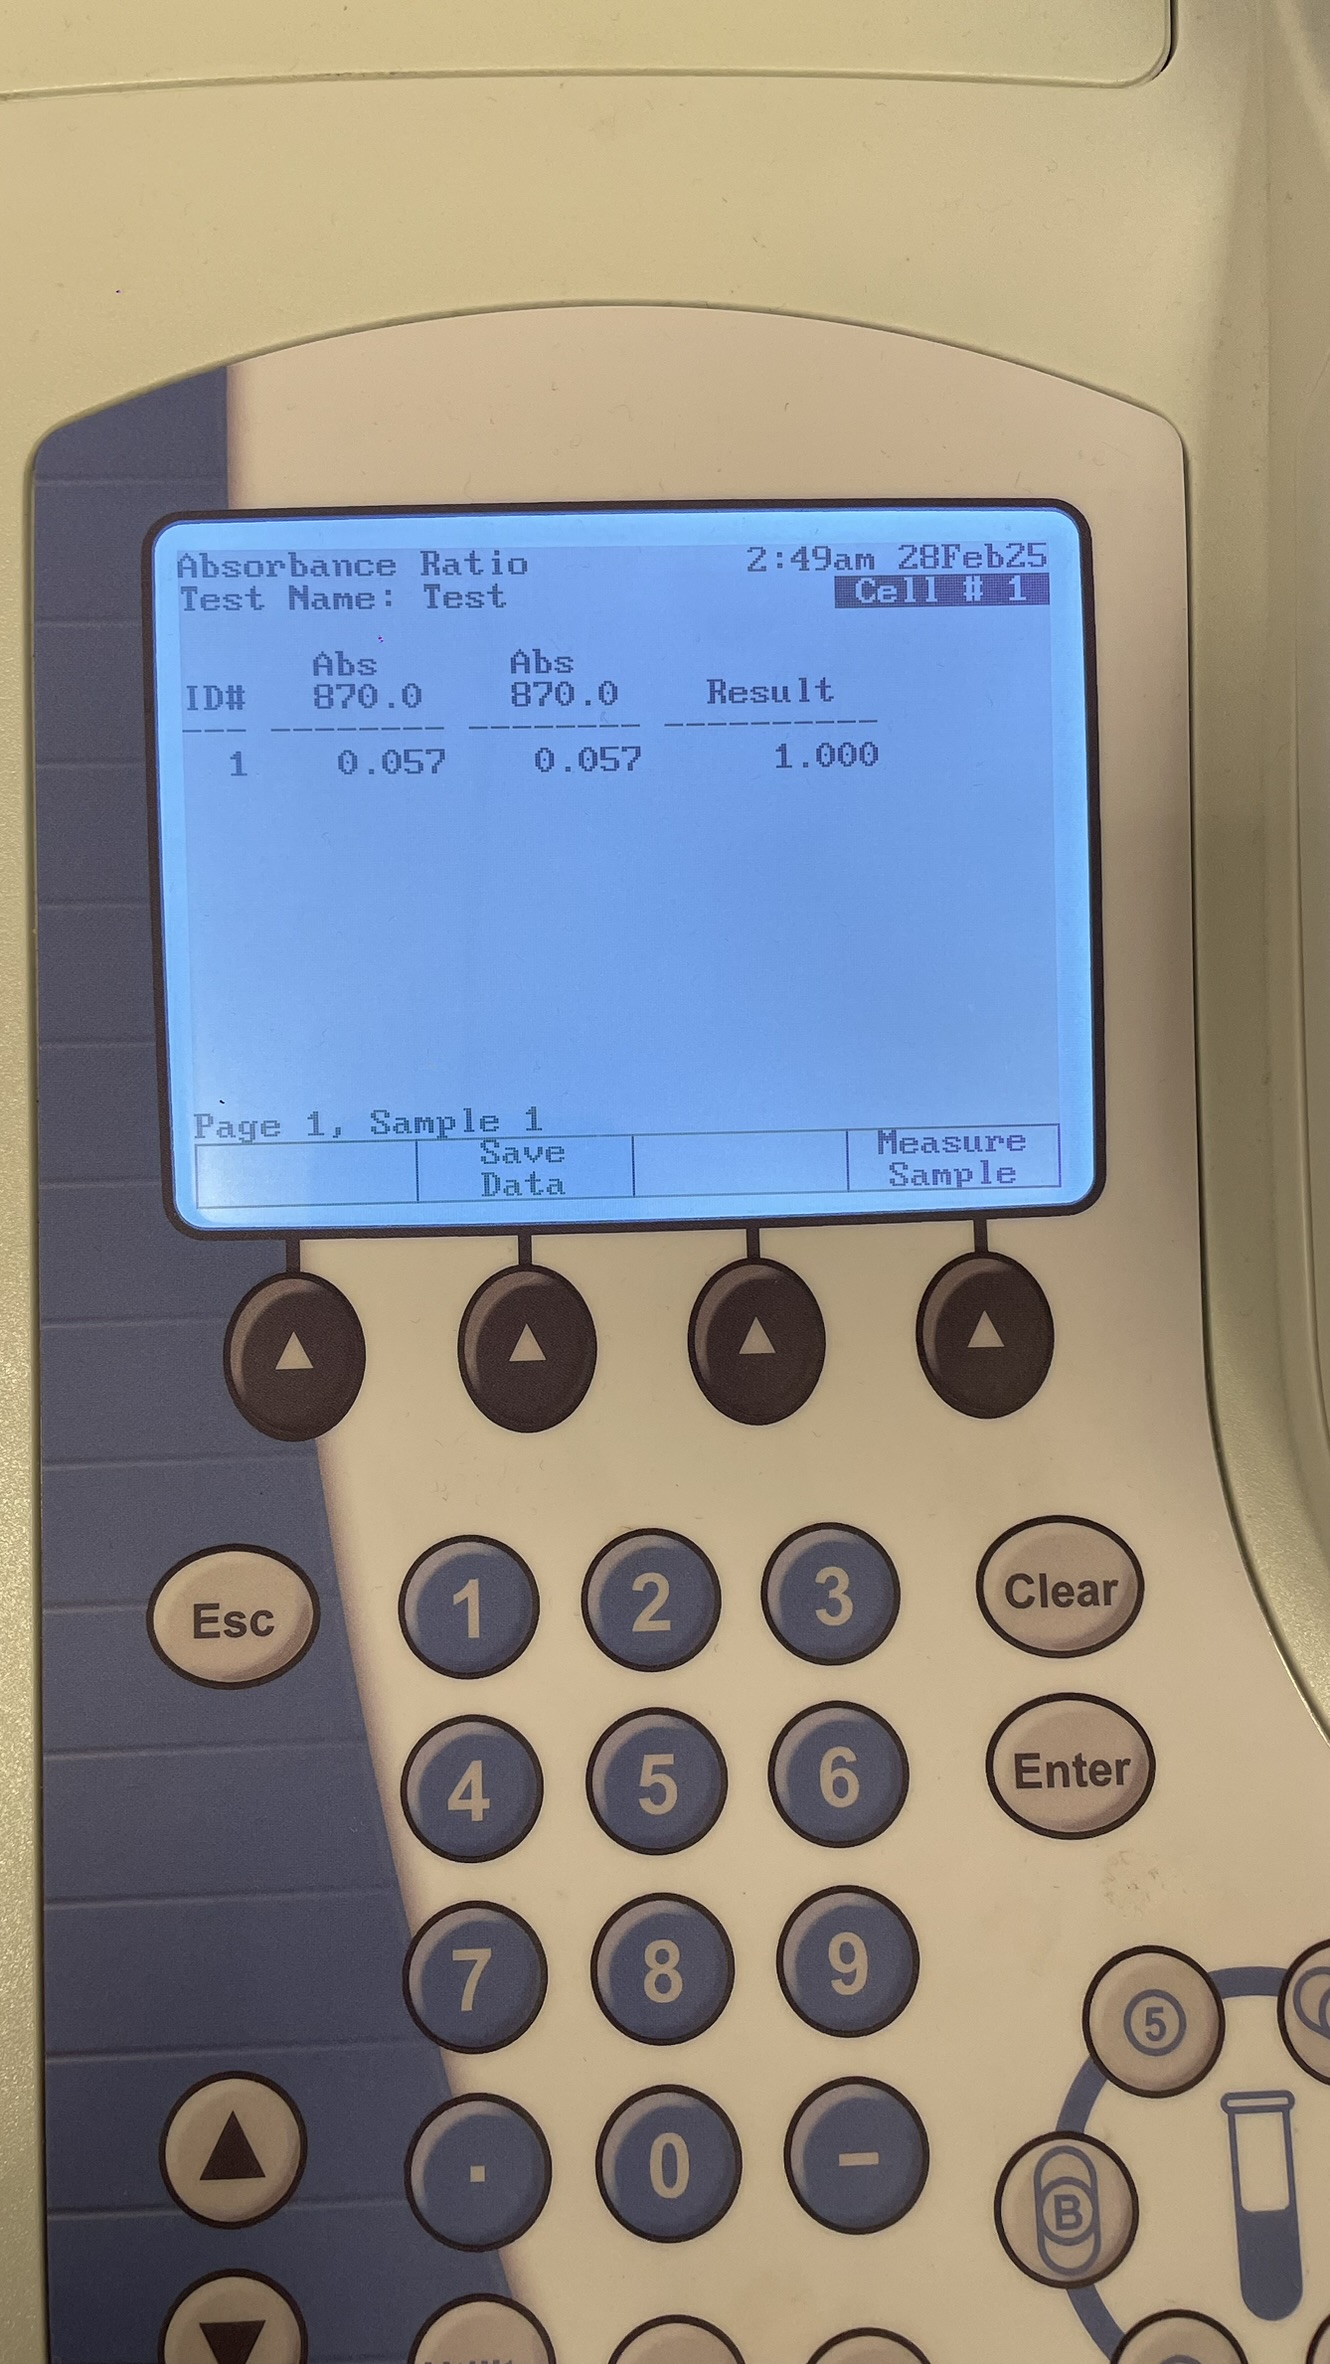 Absorbance Ratio 2:49am 28Feb25
Test Name: Test Cell # 1
Abs Abs
ID# 870.0 870.0 Result
1 0.057 0.057 1.000
Page 1, Sample 1
Save Measure
Data Sample
Esc 1 2 3 Clear
4 5 6 Enter
7 8 9
5
. 0 -
B